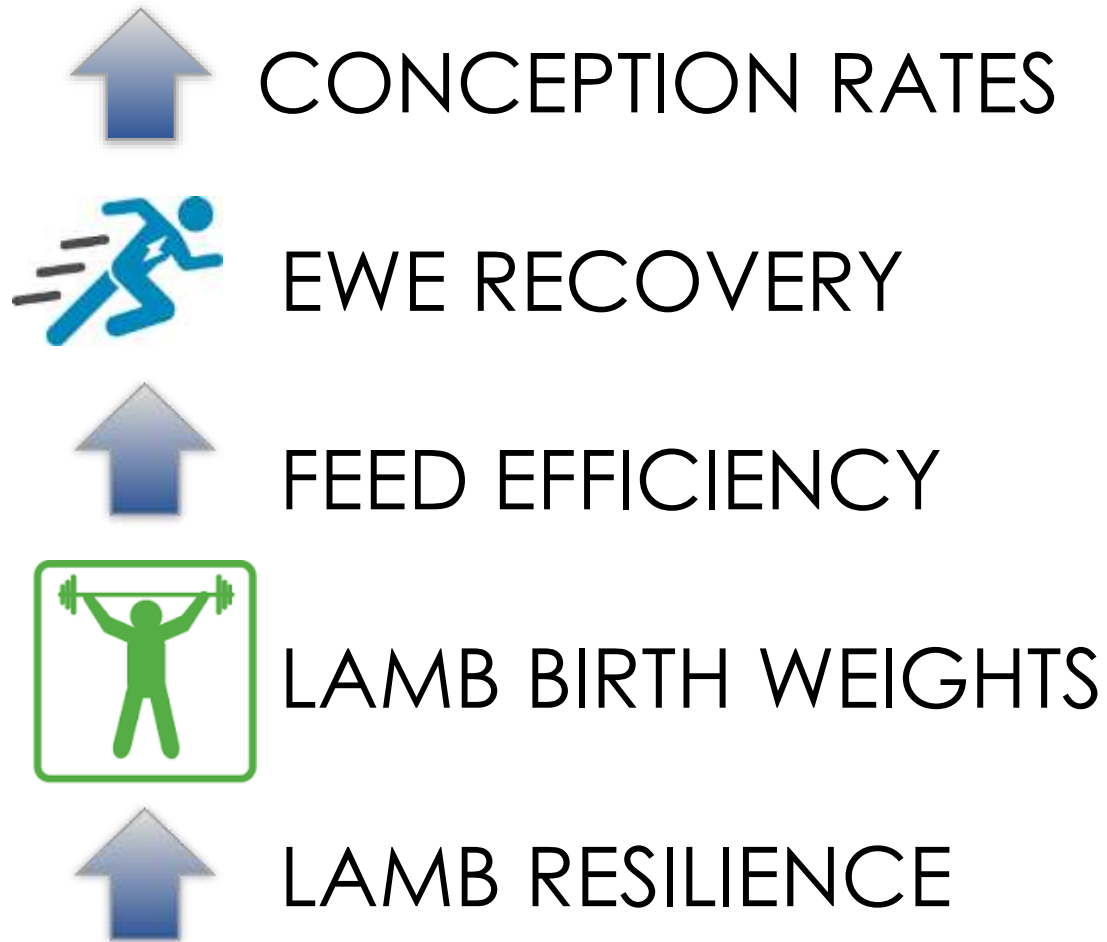 CONCEPTION RATES
EWE RECOVERY
FEED EFFICIENCY
LAMB BIRTH WEIGHTS
LAMB RESILIENCE